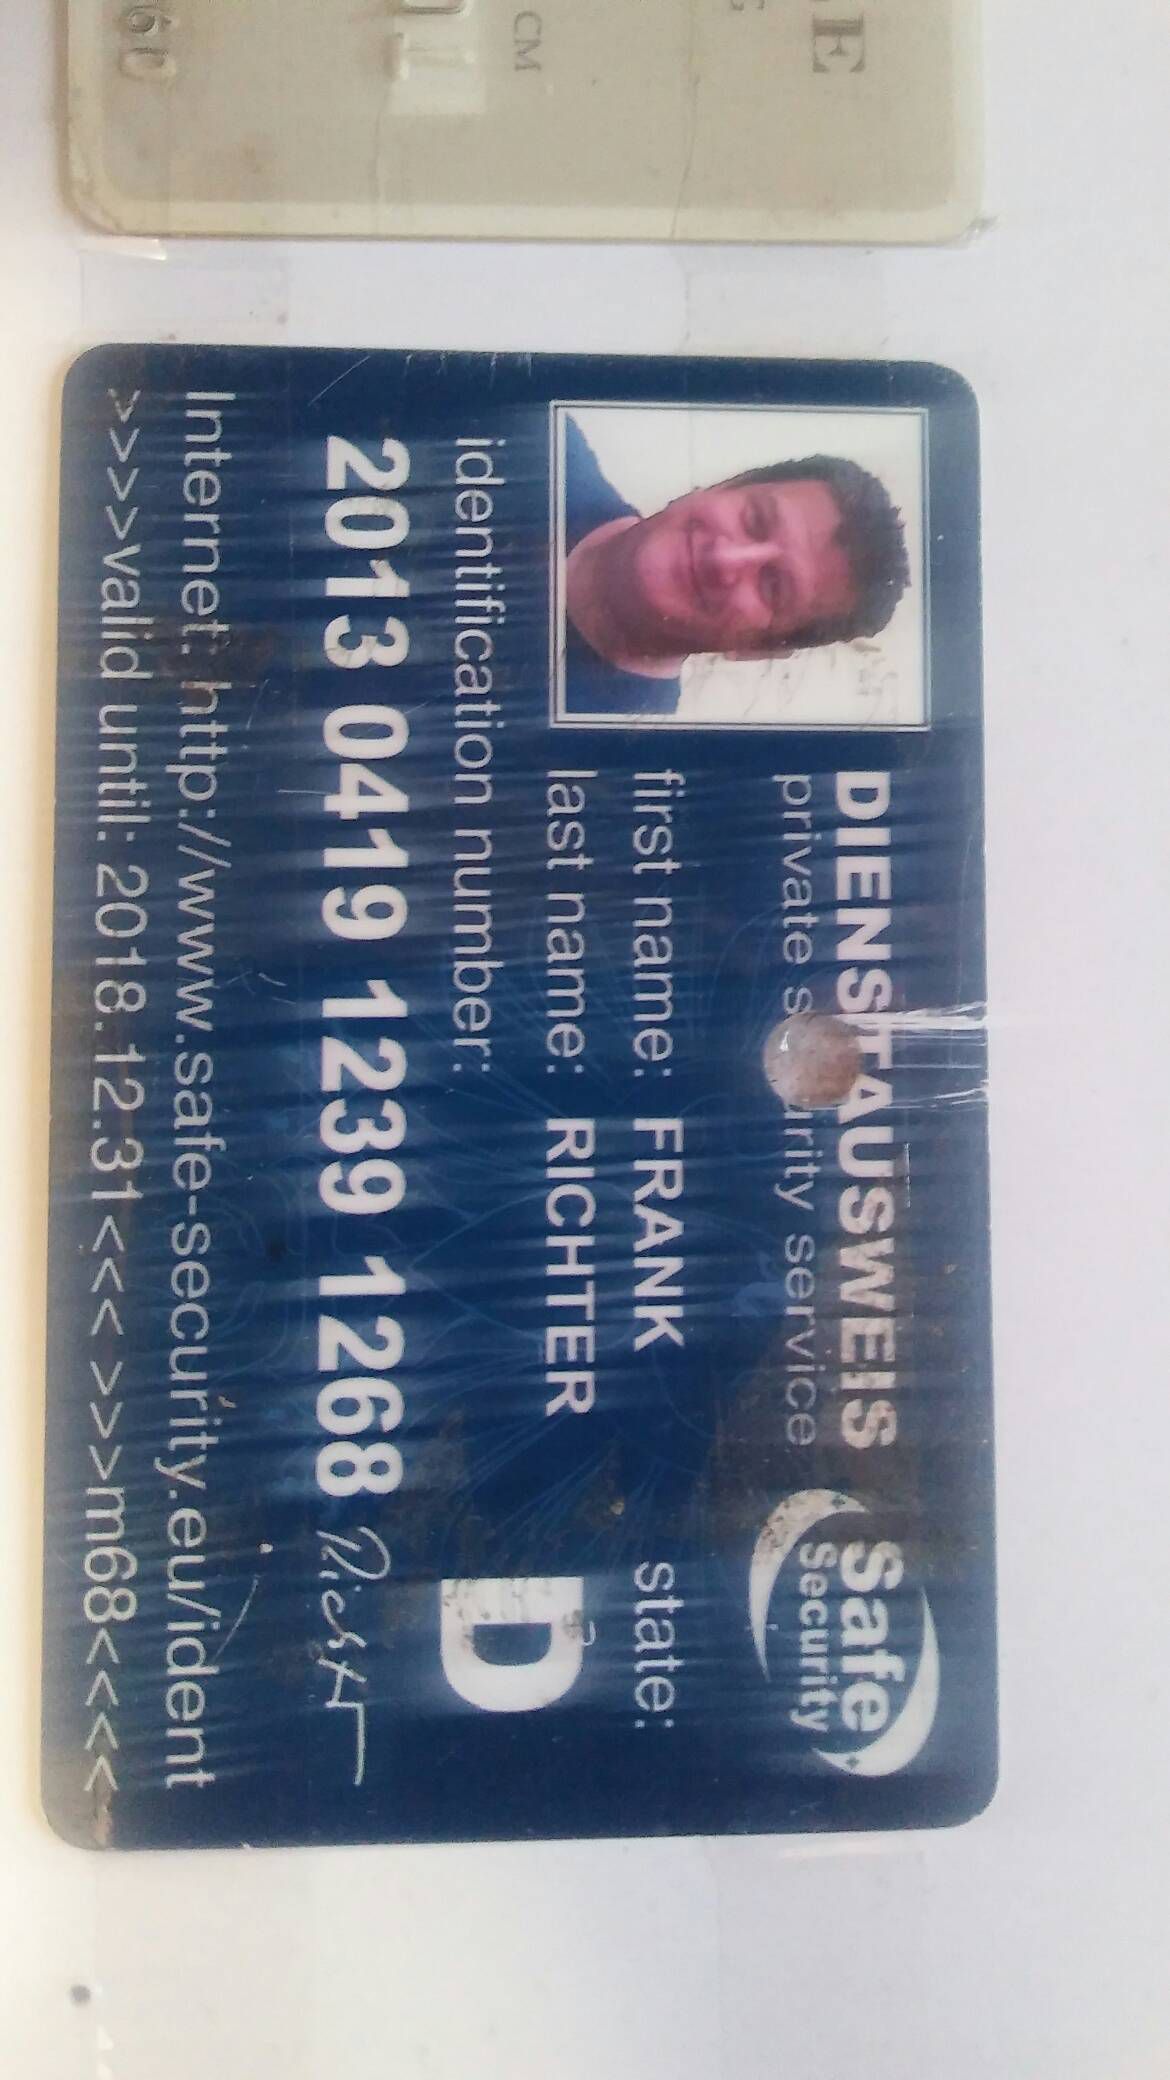 DIENSTAUSWEIS
private security service
Safe
Security
first name: FRANK
last name: RICHTER
state:
D
identification number:
2013 0419 1239 1268
Internet: http://www.safe-security.eu/ident
>>>>valid until: 2018.12.31<<< >>>m68<<<<
CM